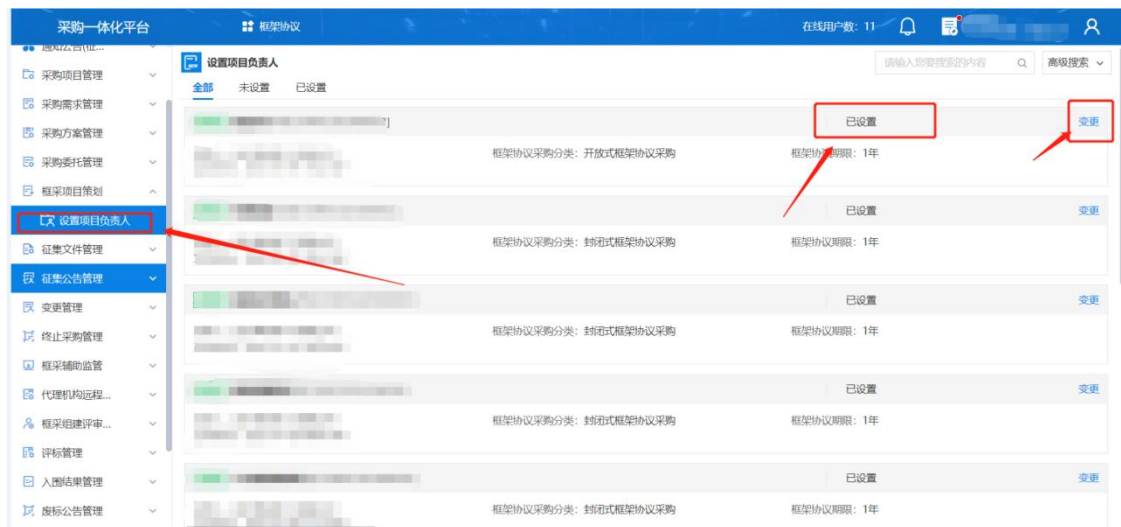 采购一体化平台
框架协议
在线用户数：11
通知公告(征...
采购项目管理
采购需求管理
采购方案管理
采购委托管理
框采项目策划
设置项目负责人
征集文件管理
征集公告管理
变更管理
终止采购管理
框采辅助监管
代理机构远程...
框采组建评审...
评标管理
入围结果管理
废标公告管理
设置项目负责人
请输入您要搜索的内容
高级搜索
全部 未设置 已设置
已设置 变更
框架协议采购分类：开放式框架协议采购 框架协议期限：1年
已设置 变更
框架协议采购分类：封闭式框架协议采购 框架协议期限：1年
已设置 变更
框架协议采购分类：封闭式框架协议采购 框架协议期限：1年
已设置 变更
框架协议采购分类：封闭式框架协议采购 框架协议期限：1年
已设置 变更
框架协议采购分类：封闭式框架协议采购 框架协议期限：1年